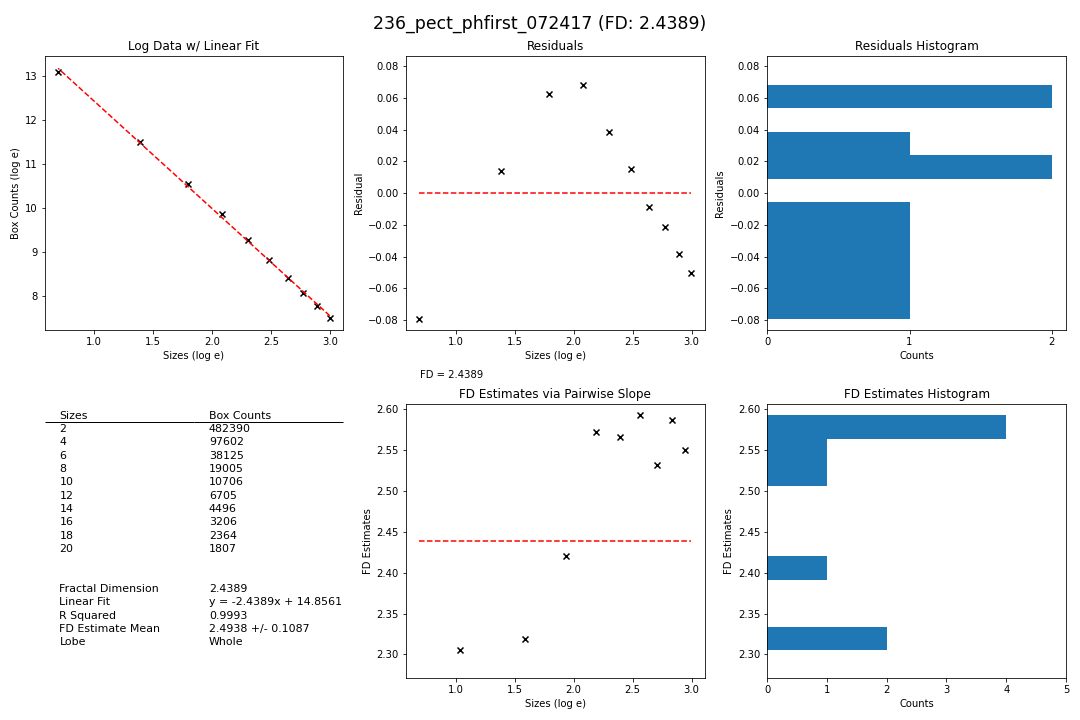 236_pect_phfirst_072417 (FD: 2.4389)
Log Data w/ Linear Fit
Box Counts (log e)
13
12
11
10
9
8
1.0 1.5 2.0 2.5 3.0
Sizes (log e)
Residuals
Residual
0.08
0.06
0.04
0.02
0.00
−0.02
−0.04
−0.06
−0.08
1.0 1.5 2.0 2.5 3.0
Sizes (log e)
Residuals Histogram
Residuals
0.08
0.06
0.04
0.02
0.00
−0.02
−0.04
−0.06
−0.08
0 1 2
Counts
Sizes Box Counts
2 482390
4 97602
6 38125
8 19005
10 10706
12 6705
14 4496
16 3206
18 2364
20 1807
Fractal Dimension 2.4389
Linear Fit y = -2.4389x + 14.8561
R Squared 0.9993
FD Estimate Mean 2.4938 +/- 0.1087
Lobe Whole
FD = 2.4389
FD Estimates via Pairwise Slope
FD Estimates
2.60
2.55
2.50
2.45
2.40
2.35
2.30
1.0 1.5 2.0 2.5 3.0
Sizes (log e)
FD Estimates Histogram
FD Estimates
2.60
2.55
2.50
2.45
2.40
2.35
2.30
0 1 2 3 4 5
Counts